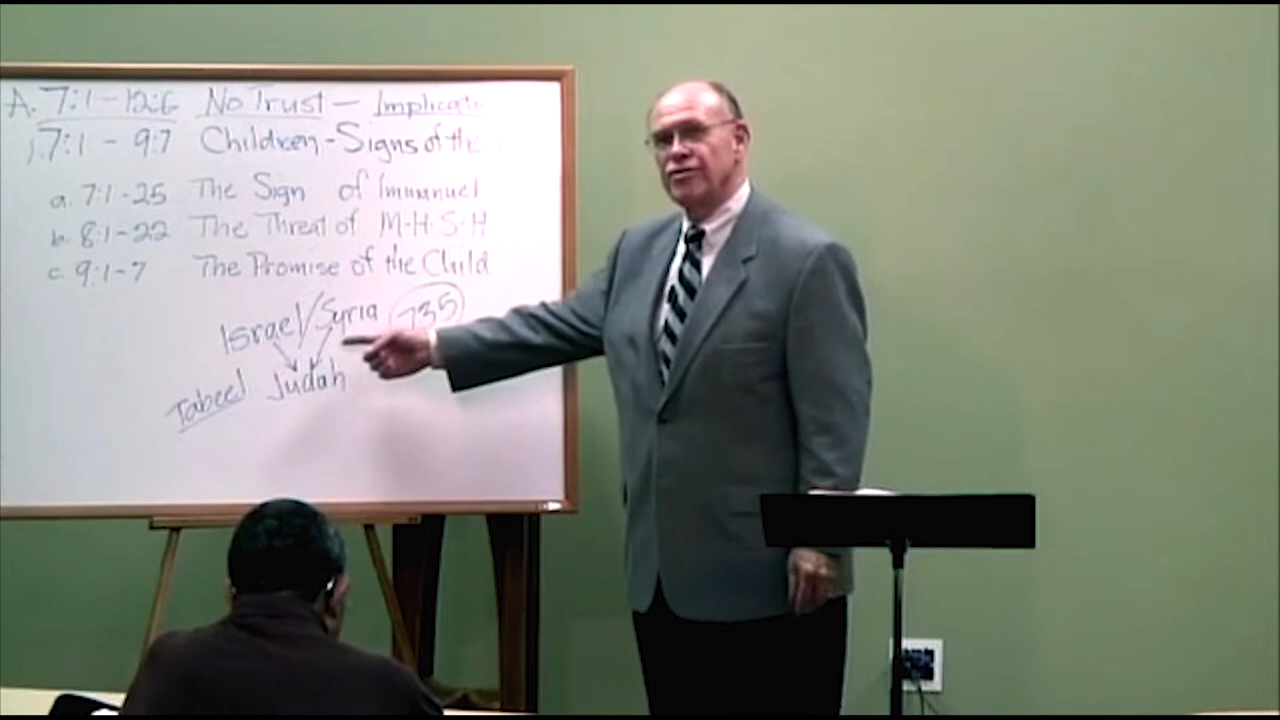 A. 7:1-12:6 No Trust - Implicati
1. 7:1 - 9:7 Children - Signs of the
a. 7:1-25 The Sign of Immanuel
b. 8:1-22 The Threat of M-H-S-H
c. 9:1-7 The Promise of the Child
Israel/Syria 735
Tabeel Judah